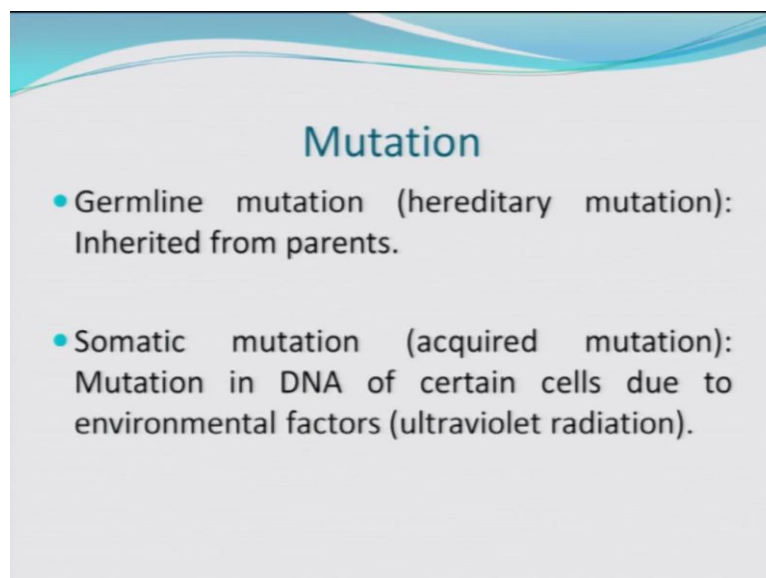 Mutation
• Germline mutation (hereditary mutation):
Inherited from parents.
• Somatic mutation (acquired mutation):
Mutation in DNA of certain cells due to
environmental factors (ultraviolet radiation).